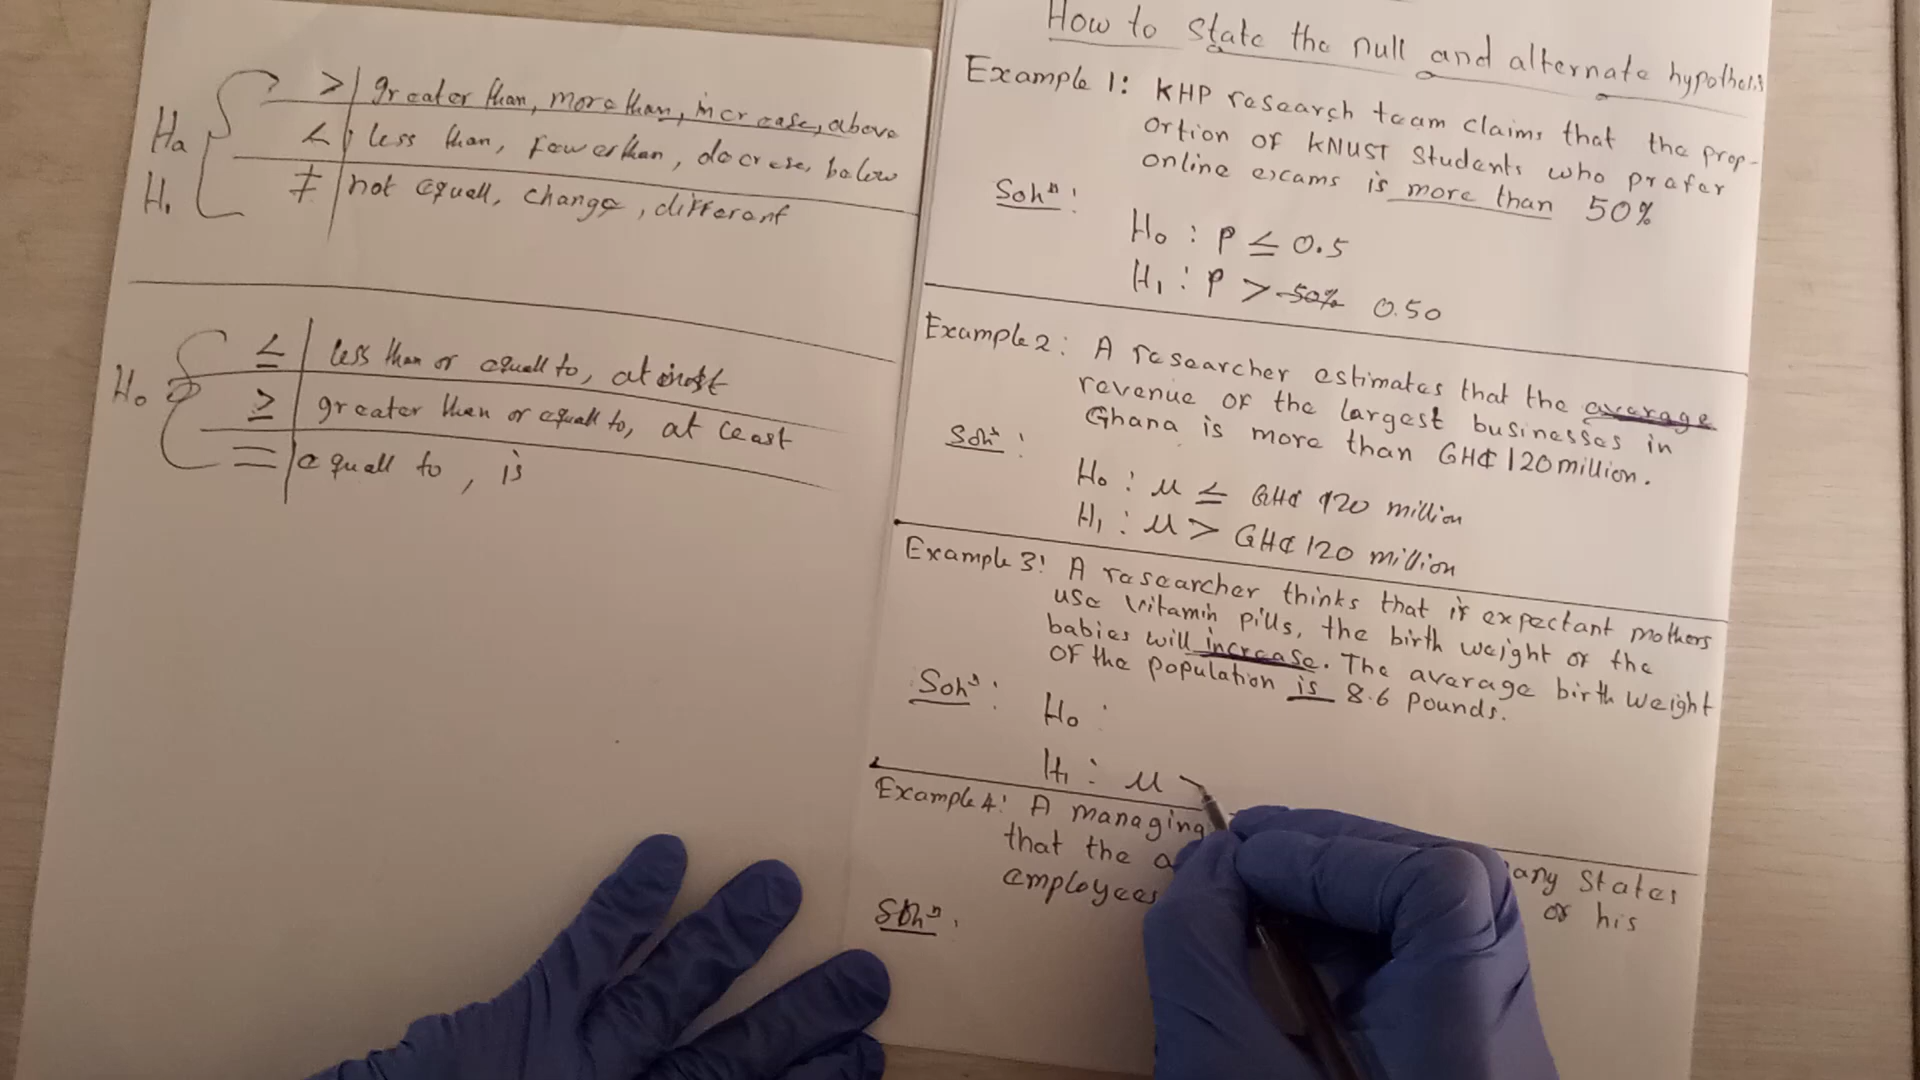 Ha
H₁
> greater than, more than, increase, above
< less than, fewer than, decrese, below
≠ not equall, change, different
H₀
≤ less than or equall to, at most
≥ greater than or equall to, at least
= equall to, is
How to state the null and alternate hypothesis
Example 1: KHP research team claims that the prop-
ortion of KNUST Students who prefer
online exams is more than 50%
Solⁿ:
H₀ : P ≤ 0.5
H₁ : P > 50% 0.50
Example 2: A researcher estimates that the average
revenue of the largest businesses in
Ghana is more than GH₵ 120 million.
Solⁿ:
H₀ : μ ≤ GH₵ 120 million
H₁ : μ > GH₵ 120 million
Example 3: A researcher thinks that if expectant mothers
use vitamin pills, the birth weight of the
babies will increase. The average birth weight
of the population is 8.6 pounds.
Solⁿ:
H₀ :
H₁ : μ >
Example 4: A managing any States
that the a of his
employees
Solⁿ: